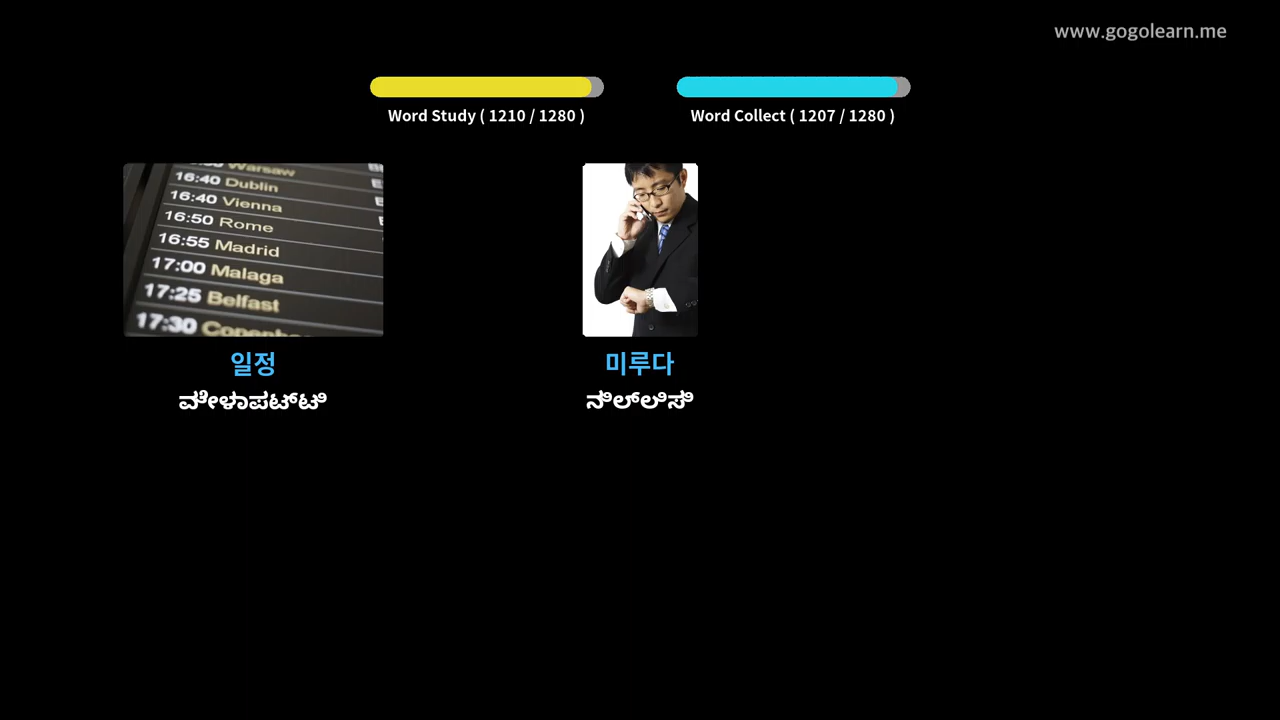 www.gogolearn.me
Word Study ( 1210 / 1280 )
Word Collect ( 1207 / 1280 )
Warsaw
16:40 Dublin
16:40 Vienna
16:50 Rome
16:55 Madrid
17:00 Malaga
17:25 Belfast
17:30
일정
ವೇಳಾಪಟ್ಟಿ
미루다
ನಿಲ್ಲಿಸಿ